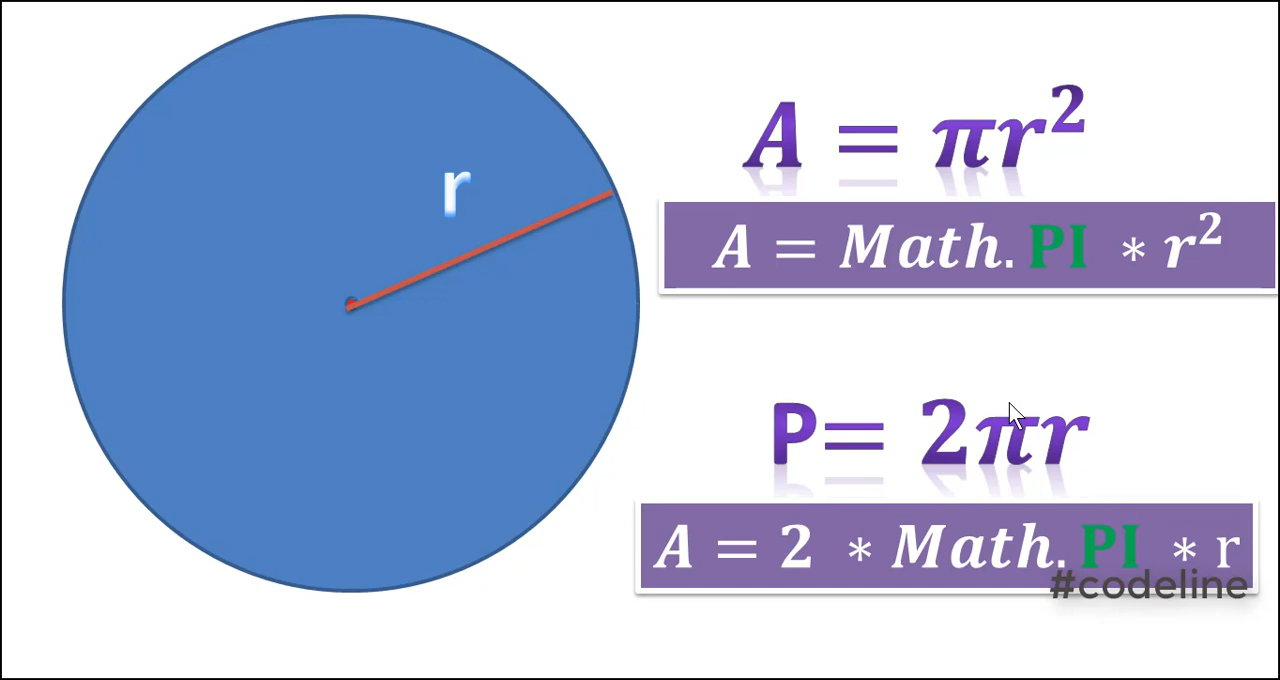 r
A = πr²
A = Math.PI * r²
P= 2πr
A = 2 * Math.PI * r
#codeline